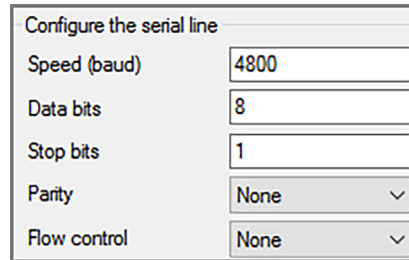 Configure the serial line
Speed (baud) 4800
Data bits 8
Stop bits 1
Parity None
Flow control None